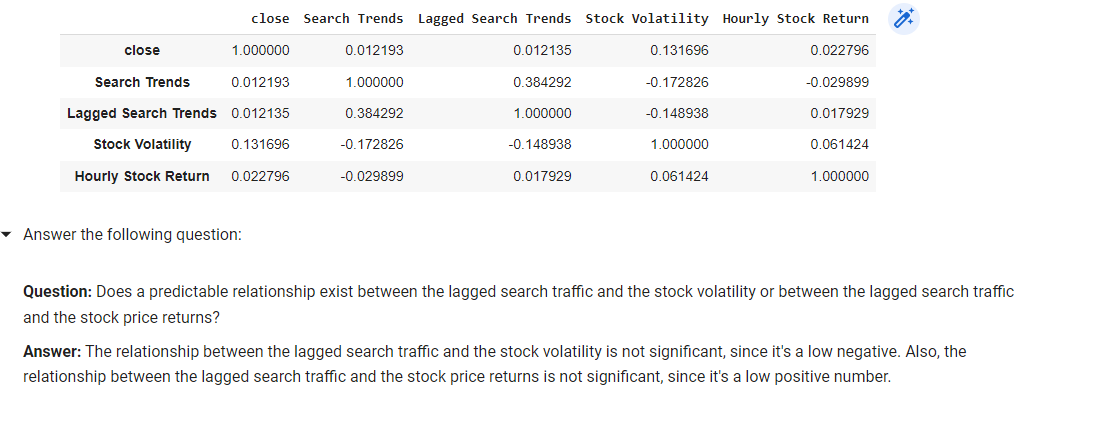 close Search Trends Lagged Search Trends Stock Volatility Hourly Stock Return
close 1.000000 0.012193 0.012135 0.131696 0.022796
Search Trends 0.012193 1.000000 0.384292 -0.172826 -0.029899
Lagged Search Trends 0.012135 0.384292 1.000000 -0.148938 0.017929
Stock Volatility 0.131696 -0.172826 -0.148938 1.000000 0.061424
Hourly Stock Return 0.022796 -0.029899 0.017929 0.061424 1.000000
Answer the following question:
Question: Does a predictable relationship exist between the lagged search traffic and the stock volatility or between the lagged search traffic
and the stock price returns?
Answer: The relationship between the lagged search traffic and the stock volatility is not significant, since it's a low negative. Also, the
relationship between the lagged search traffic and the stock price returns is not significant, since it's a low positive number.